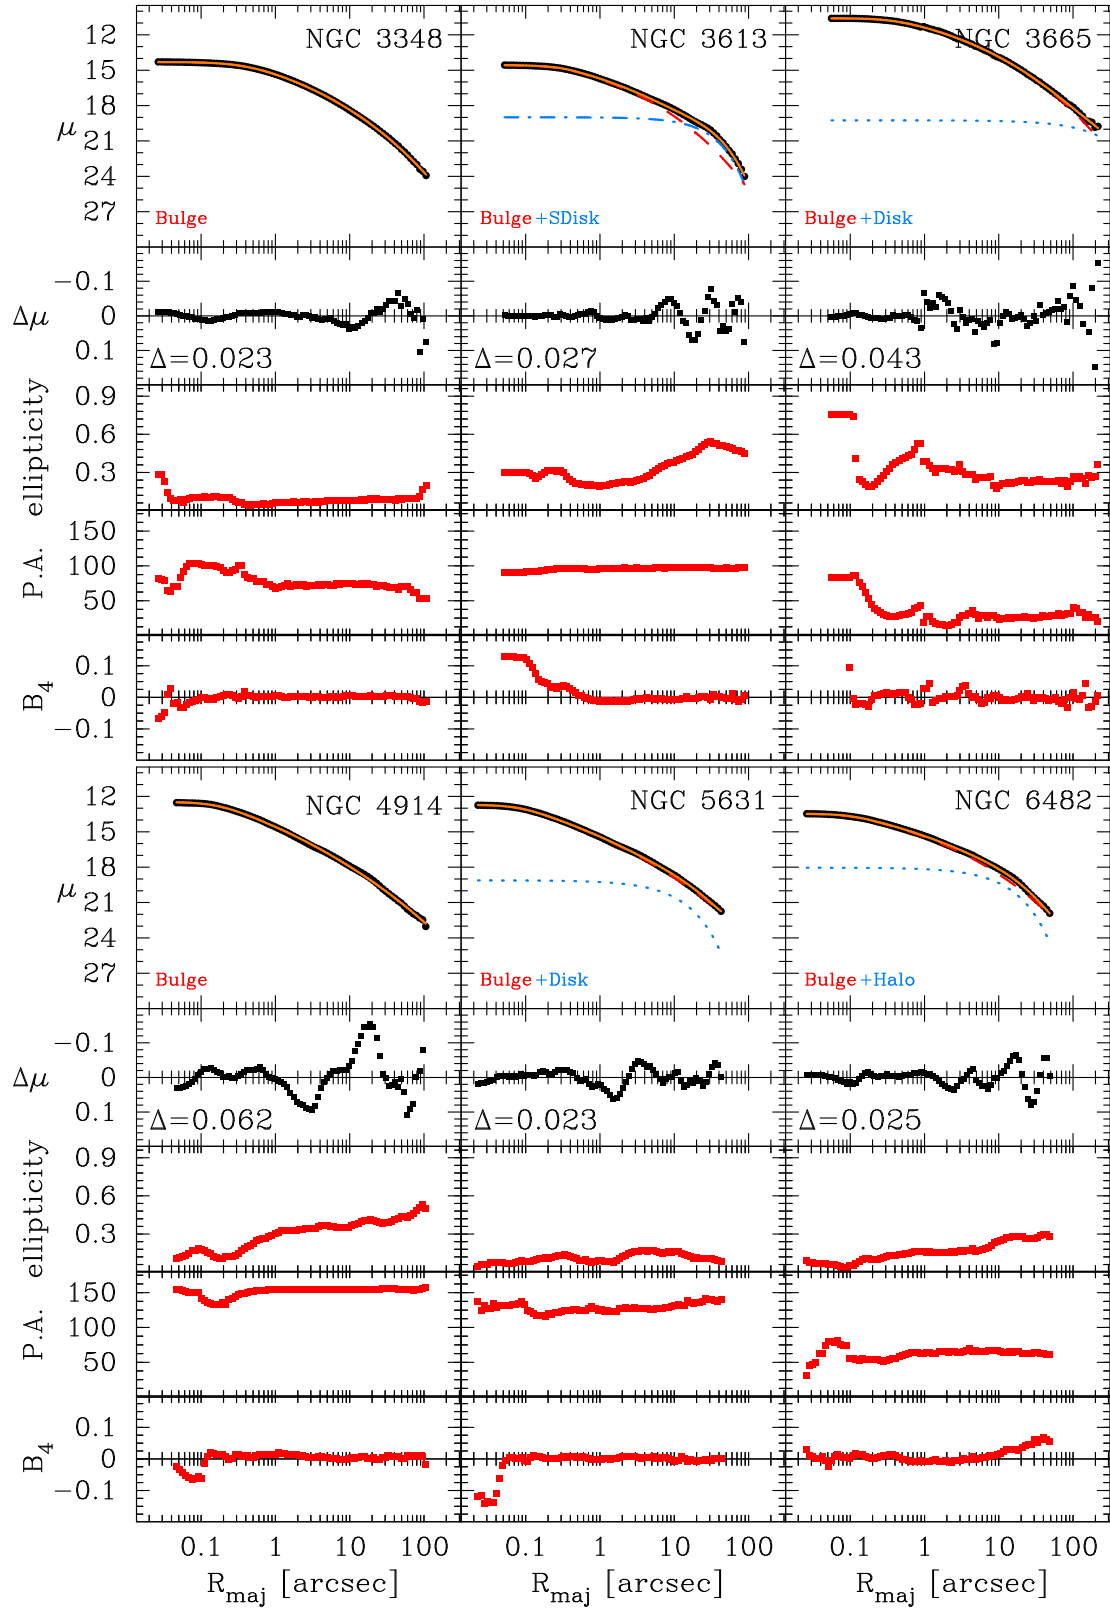 NGC 3348
NGC 3613
NGC 3665
12
15
18
21
24
27
μ
Bulge
Bulge+SDisk
Bulge+Disk
−0.1
0
0.1
Δμ
Δ=0.023
Δ=0.027
Δ=0.043
0.9
0.6
0.3
ellipticity
150
100
50
P.A.
0.1
0
−0.1
B4
NGC 4914
NGC 5631
NGC 6482
12
15
18
21
24
27
μ
Bulge
Bulge+Disk
Bulge+Halo
−0.1
0
0.1
Δμ
Δ=0.062
Δ=0.023
Δ=0.025
0.9
0.6
0.3
ellipticity
150
100
50
P.A.
0.1
0
−0.1
B4
0.1 1 10 100
0.1 1 10 100
0.1 1 10 100
Rmaj [arcsec]
Rmaj [arcsec]
Rmaj [arcsec]